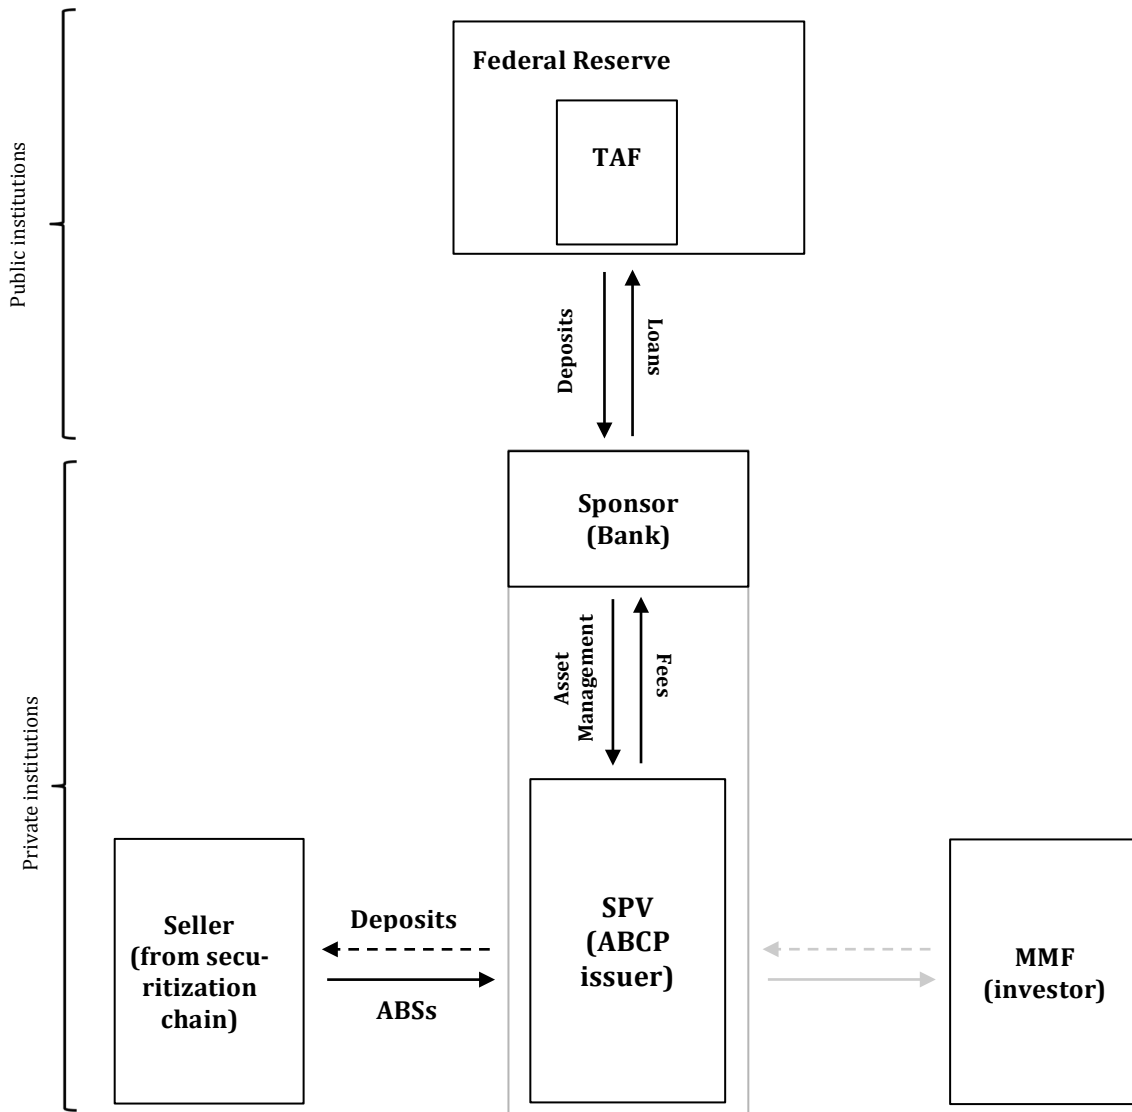 Federal Reserve
TAF
Public institutions
Deposits
Loans
Sponsor
(Bank)
Asset
Management
Fees
Private institutions
Seller
(from secu-
ritization
chain)
Deposits
ABSs
SPV
(ABCP
issuer)
MMF
(investor)